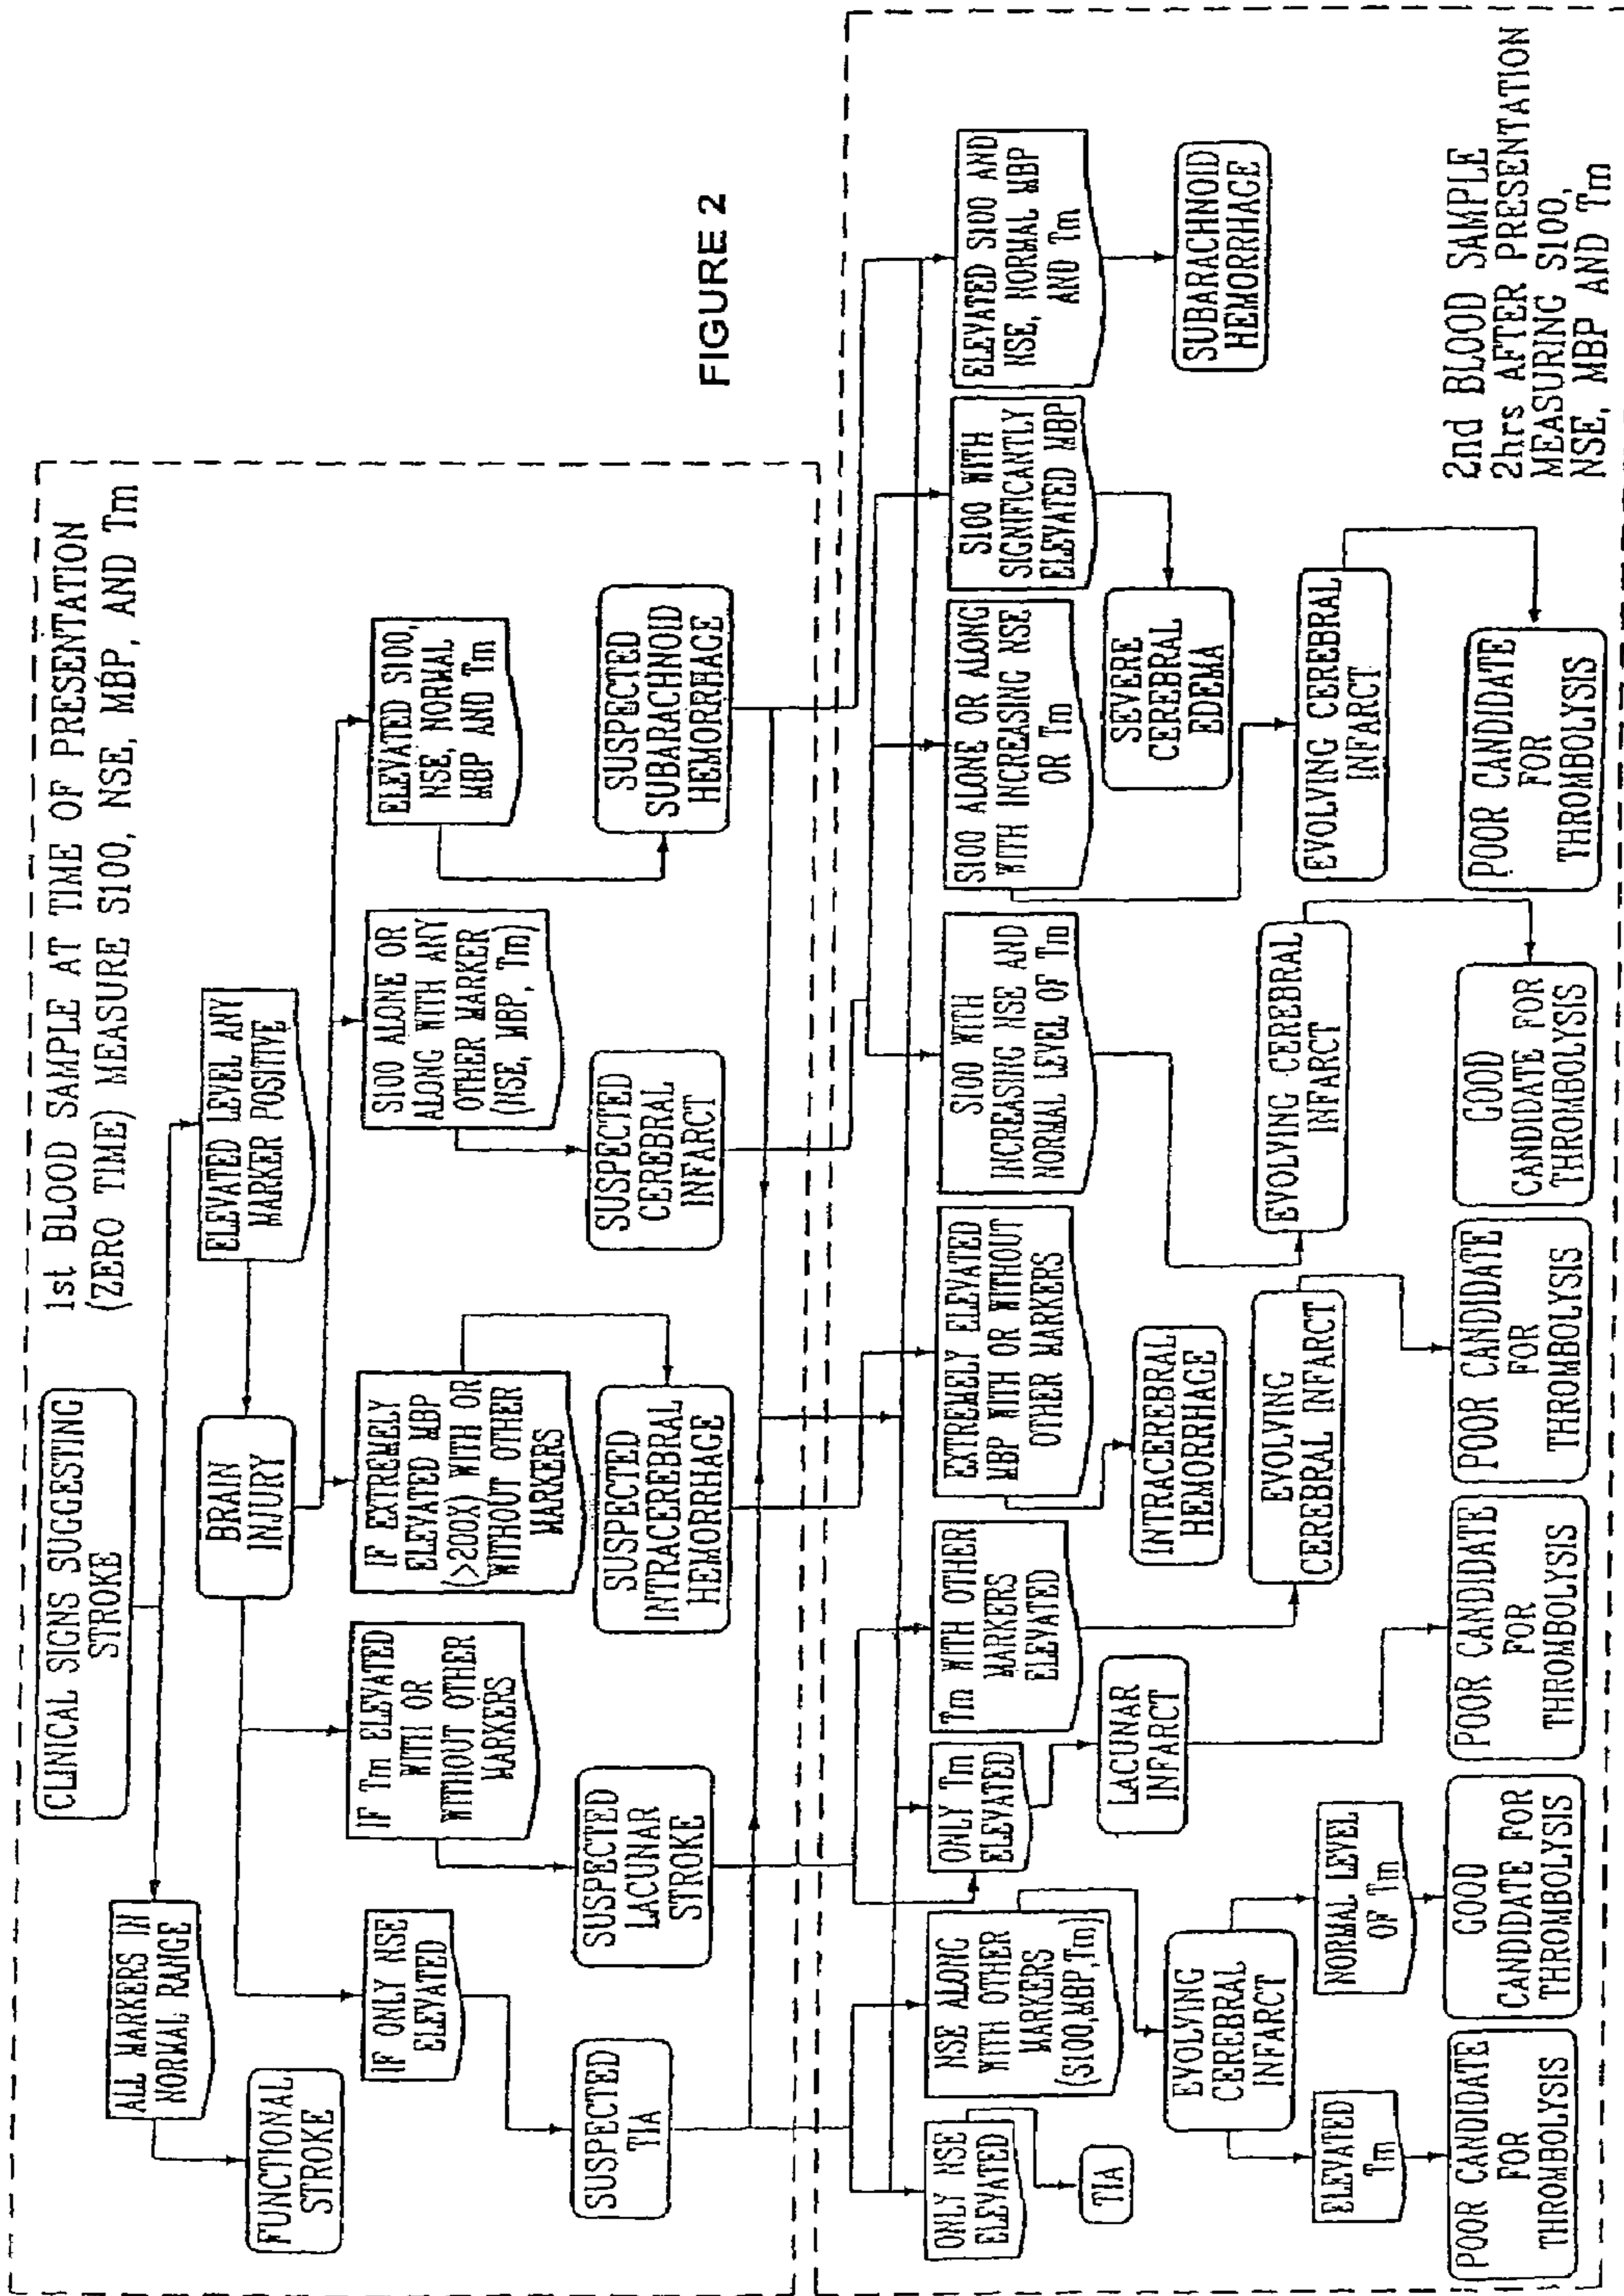 CLINICAL SIGNS SUGGESTING
STROKE
1st BLOOD SAMPLE AT TIME OF PRESENTATION
(ZERO TIME) MEASURE S100, NSE, MBP, AND Tm
ALL MARKERS IN
NORMAL RANGE
ELEVATED LEVEL ANY
MARKER POSITIVE
FUNCTIONAL
STROKE
BRAIN
INJURY
IF ONLY NSE
ELEVATED
IF Tm ELEVATED
WITH OR
WITHOUT OTHER
MARKERS
IF EXTREMELY
ELEVATED MBP
(>200X) WITH OR
WITHOUT OTHER
MARKERS
S100 ALONE OR
ALONG WITH ANY
OTHER MARKER
(NSE, MBP, Tm)
ELEVATED S100,
NSE, NORMAL
MBP AND Tm
SUSPECTED
TIA
SUSPECTED
LACUNAR
STROKE
SUSPECTED
INTRACEREBRAL
HEMORRHAGE
SUSPECTED
CEREBRAL
INFARCT
SUSPECTED
SUBARACHNOID
HEMORRHAGE
FIGURE 2
ONLY NSE
ELEVATED
NSE ALONG
WITH OTHER
MARKERS
(S100,MBP,Tm)
ONLY Tm
ELEVATED
Tm WITH OTHER
MARKERS
ELEVATED
EXTREMELY ELEVATED
MBP WITH OR WITHOUT
OTHER MARKERS
S100 WITH
INCREASING NSE AND
NORMAL LEVEL OF Tm
S100 ALONE OR ALONG
WITH INCREASING NSE
OR Tm
S100 WITH
SIGNIFICANTLY
ELEVATED MBP
ELEVATED S100 AND
NSE, NORMAL MBP
AND Tm
TIA
LACUNAR
INFARCT
INTRACEREBRAL
HEMORRHAGE
SEVERE
CEREBRAL
EDEMA
SUBARACHNOID
HEMORRHAGE
EVOLVING
CEREBRAL
INFARCT
EVOLVING
CEREBRAL INFARCT
EVOLVING CEREBRAL
INFARCT
EVOLVING CEREBRAL
INFARCT
ELEVATED
Tm
NORMAL LEVEL
OF Tm
POOR CANDIDATE
FOR
THROMBOLYSIS
GOOD
CANDIDATE FOR
THROMBOLYSIS
POOR CANDIDATE
FOR
THROMBOLYSIS
POOR CANDIDATE
FOR
THROMBOLYSIS
GOOD
CANDIDATE FOR
THROMBOLYSIS
POOR CANDIDATE
FOR
THROMBOLYSIS
2nd BLOOD SAMPLE
2hrs AFTER PRESENTATION
MEASURING S100,
NSE, MBP AND Tm